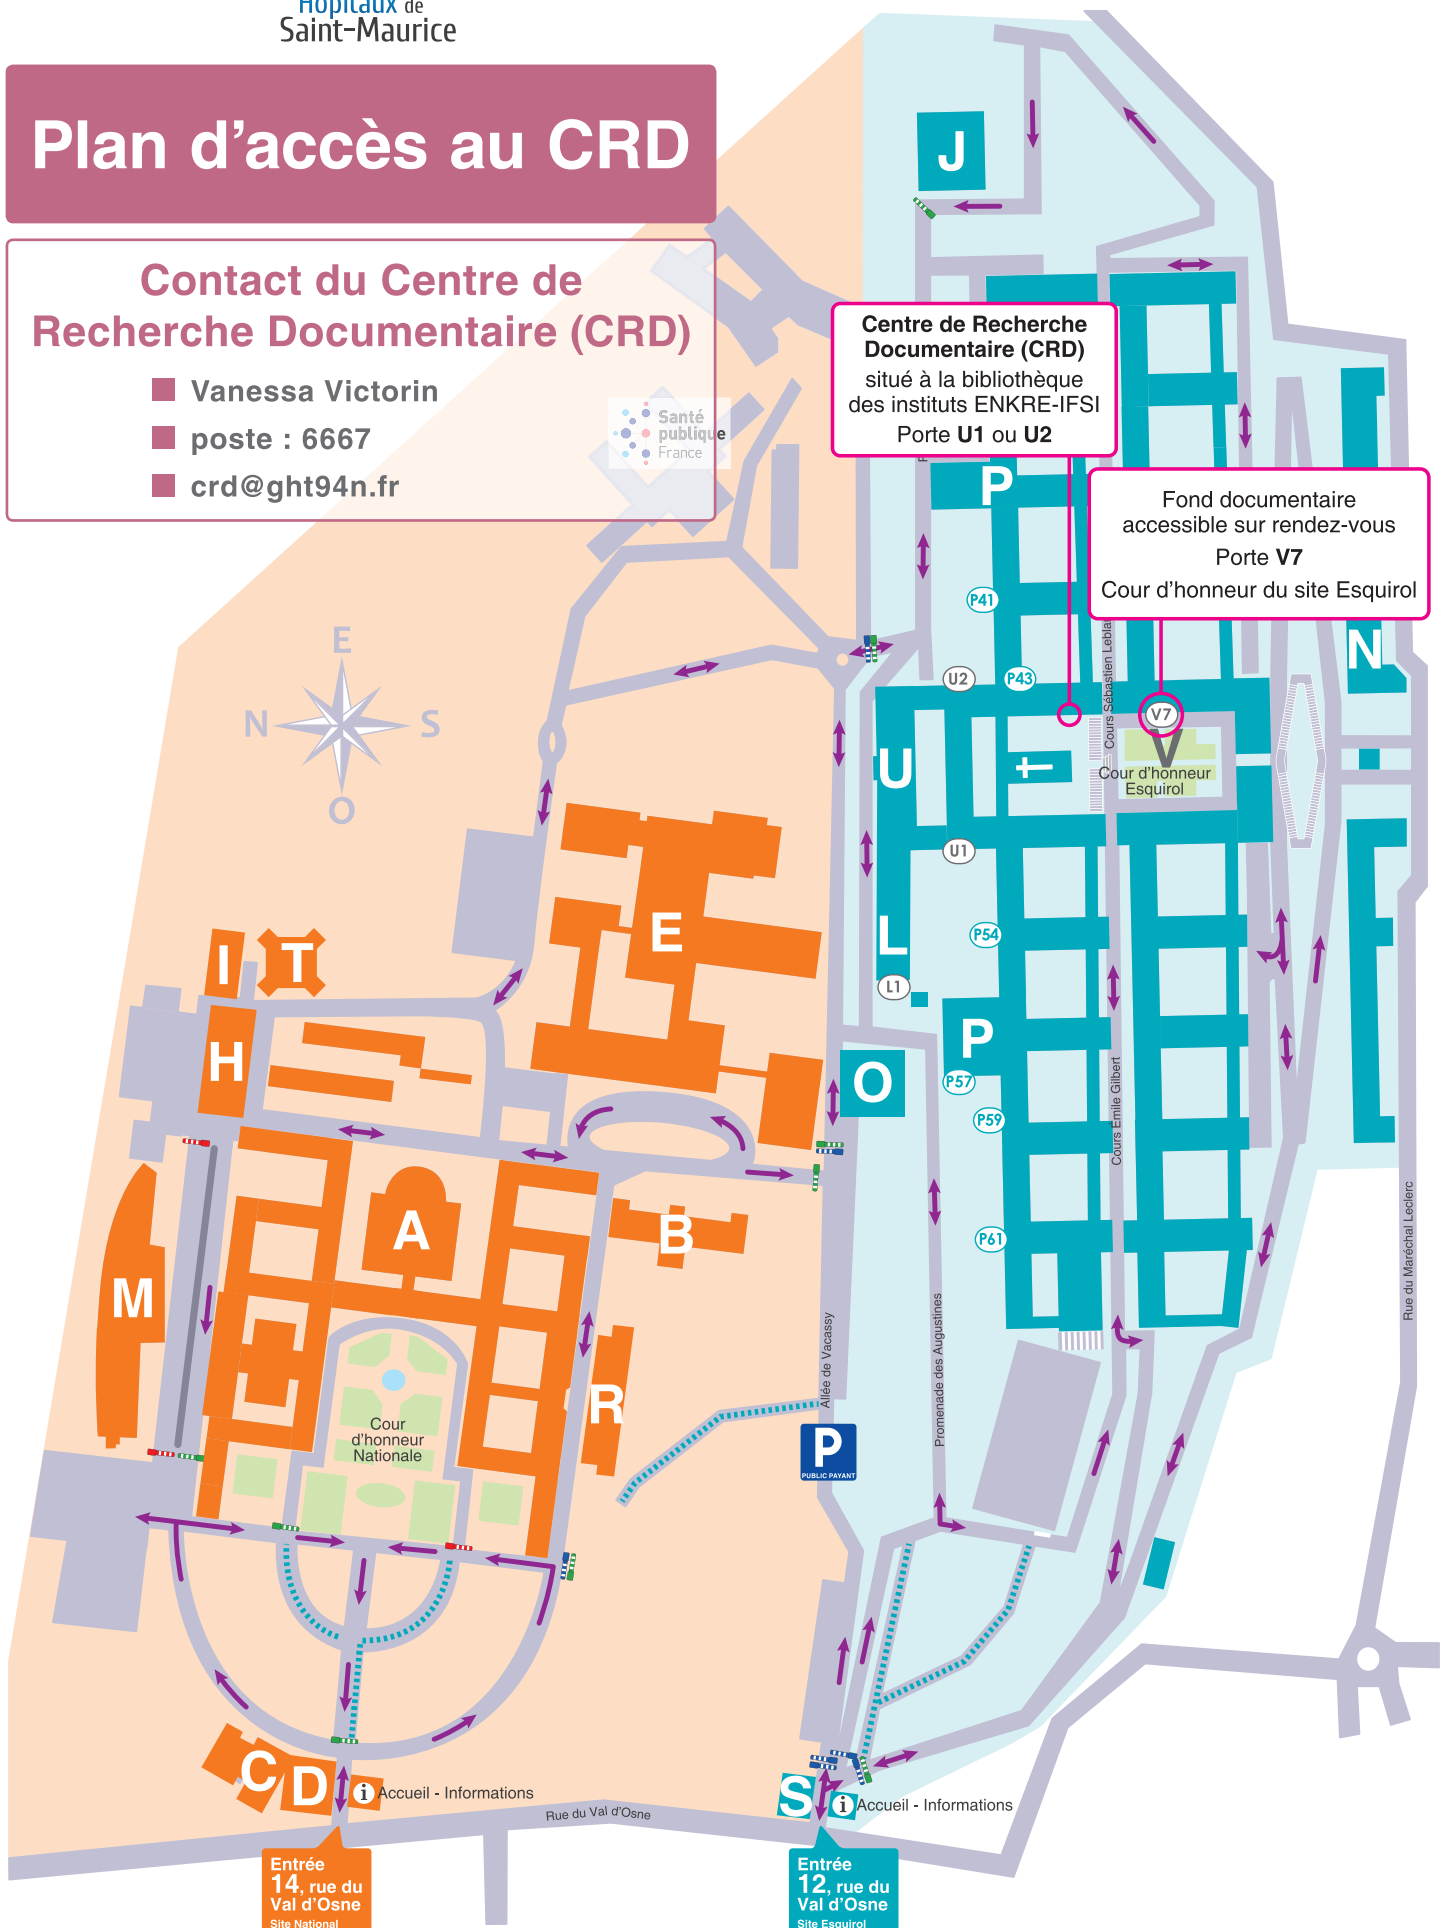 Hôpitaux de
Saint-Maurice
Plan d'accès au CRD
Contact du Centre de
Recherche Documentaire (CRD)
Vanessa Victorin
poste : 6667
crd@ght94n.fr
Santé
publique
France
Centre de Recherche
Documentaire (CRD)
situé à la bibliothèque
des instituts ENKRE-IFSI
Porte U1 ou U2
Fond documentaire
accessible sur rendez-vous
Porte V7
Cour d'honneur du site Esquirol
J
P
P41
N
U2
P43
V7
Cours Sébastien Leblan
E
N
S
O
U
V
Cour d'honneur
Esquirol
U1
E
L
P54
L1
I
T
P
H
O
P57
P59
Cours Emile Gilbert
A
B
P61
M
Rue du Maréchal Leclerc
Allée de Vacassy
Promenade des Augustines
R
Cour
d'honneur
Nationale
P
PUBLIC PAYANT
C
D
i
Accueil - Informations
S
i
Accueil - Informations
Rue du Val d'Osne
Entrée
14, rue du
Val d'Osne
Site National
Entrée
12, rue du
Val d'Osne
Site Esquirol